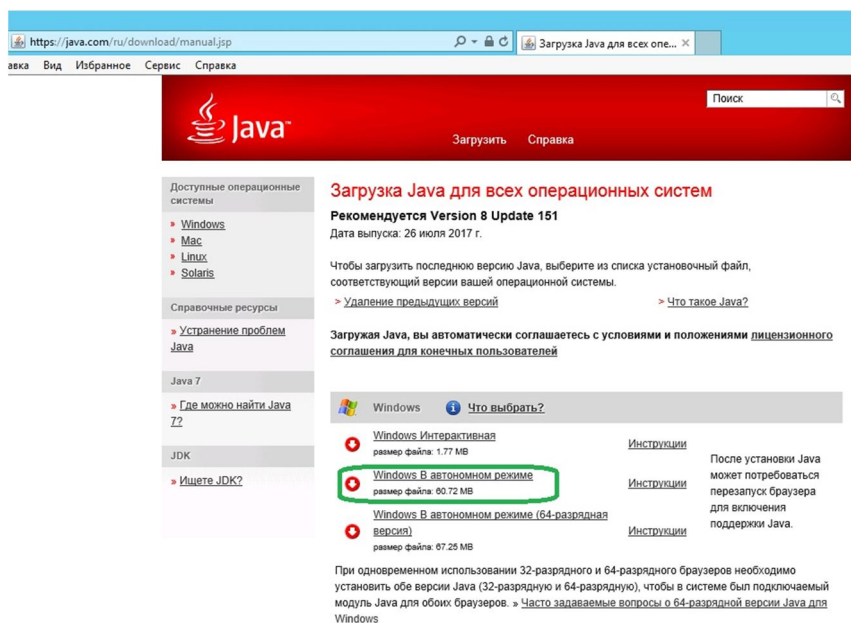 https://java.com/ru/download/manual.jsp
Загрузка Java для всех опе...
авка Вид Избранное Сервис Справка
Java
Поиск
Загрузить Справка
Доступные операционные
системы
Windows
Mac
Linux
Solaris
Справочные ресурсы
» Устранение проблем
Java
Java 7
» Где можно найти Java
7?
JDK
» Ищете JDK?
Загрузка Java для всех операционных систем
Рекомендуется Version 8 Update 151
Дата выпуска: 26 июля 2017 г.
Чтобы загрузить последнюю версию Java, выберите из списка установочный файл,
соответствующий версии вашей операционной системы.
> Удаление предыдущих версий > Что такое Java?
Загружая Java, вы автоматически соглашаетесь с условиями и положениями лицензионного
соглашения для конечных пользователей
Windows Что выбрать?
Windows Интерактивная Инструкции
размер файла: 1.77 MB
Windows В автономном режиме Инструкции
размер файла: 60.72 MB
Windows В автономном режиме (64-разрядная
версия) Инструкции
размер файла: 67.25 MB
После установки Java
может потребоваться
перезапуск браузера
для включения
поддержки Java.
При одновременном использовании 32-разрядного и 64-разрядного браузеров необходимо
установить обе версии Java (32-разрядную и 64-разрядную), чтобы в системе был подключаемый
модуль Java для обоих браузеров. » Часто задаваемые вопросы о 64-разрядной версии Java для
Windows